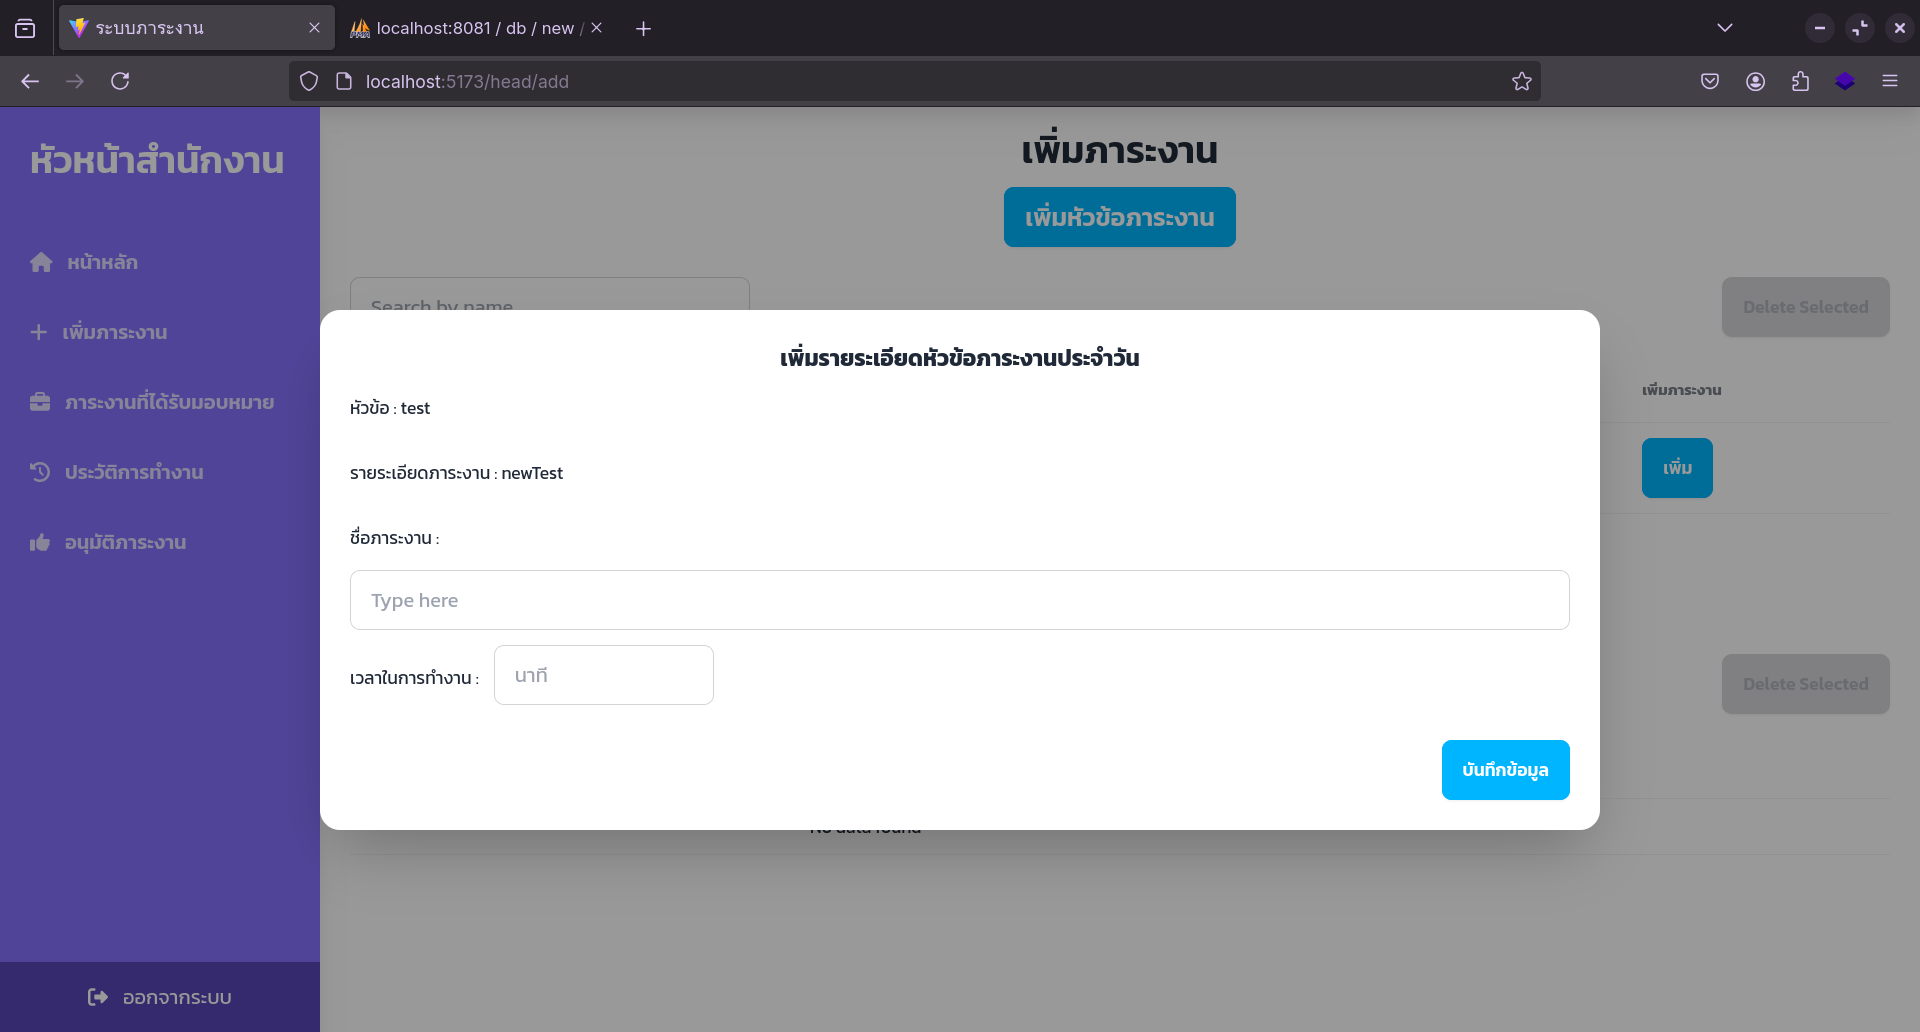 ระบบภาระงาน
localhost:8081 / db / new /
localhost:5173/head/add
หัวหน้าสำนักงาน
หน้าหลัก
เพิ่มภาระงาน
ภาระงานที่ได้รับมอบหมาย
ประวัติการทำงาน
อนุมัติภาระงาน
ออกจากระบบ
เพิ่มภาระงาน
เพิ่มหัวข้อภาระงาน
Search by name
Delete Selected
เพิ่มภาระงาน
เพิ่ม
เพิ่มรายระเอียดหัวข้อภาระงานประจำวัน
หัวข้อ : test
รายระเอียดภาระงาน : newTest
ชื่อภาระงาน :
Type here
เวลาในการทำงาน :
นาที
บันทึกข้อมูล
Delete Selected
No data found